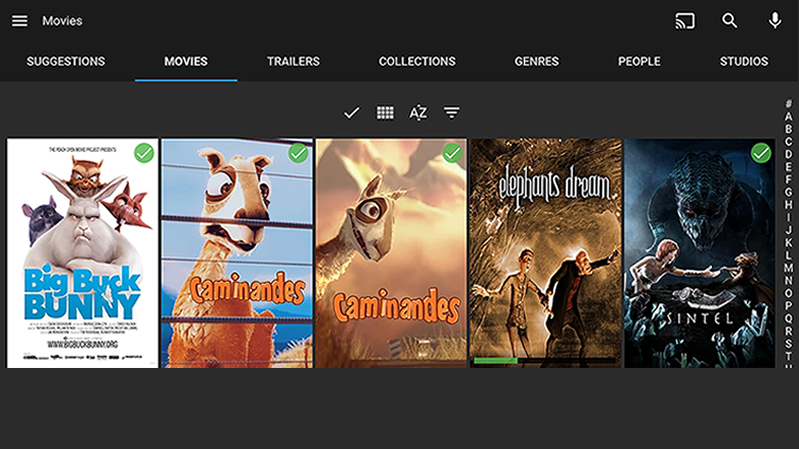 Movies
SUGGESTIONS
MOVIES
TRAILERS
COLLECTIONS
GENRES
PEOPLE
STUDIOS
AZ
THE PEACH OPEN MOVIE PROJECT PRESENTS
Big Buck
BUNNY
WWW.BIGBUCKBUNNY.ORG
Caminandes
Caminandes
elephants dream
SINTEL
#
A
B
C
D
E
F
G
H
I
J
K
L
M
N
O
P
Q
R
S
T
U